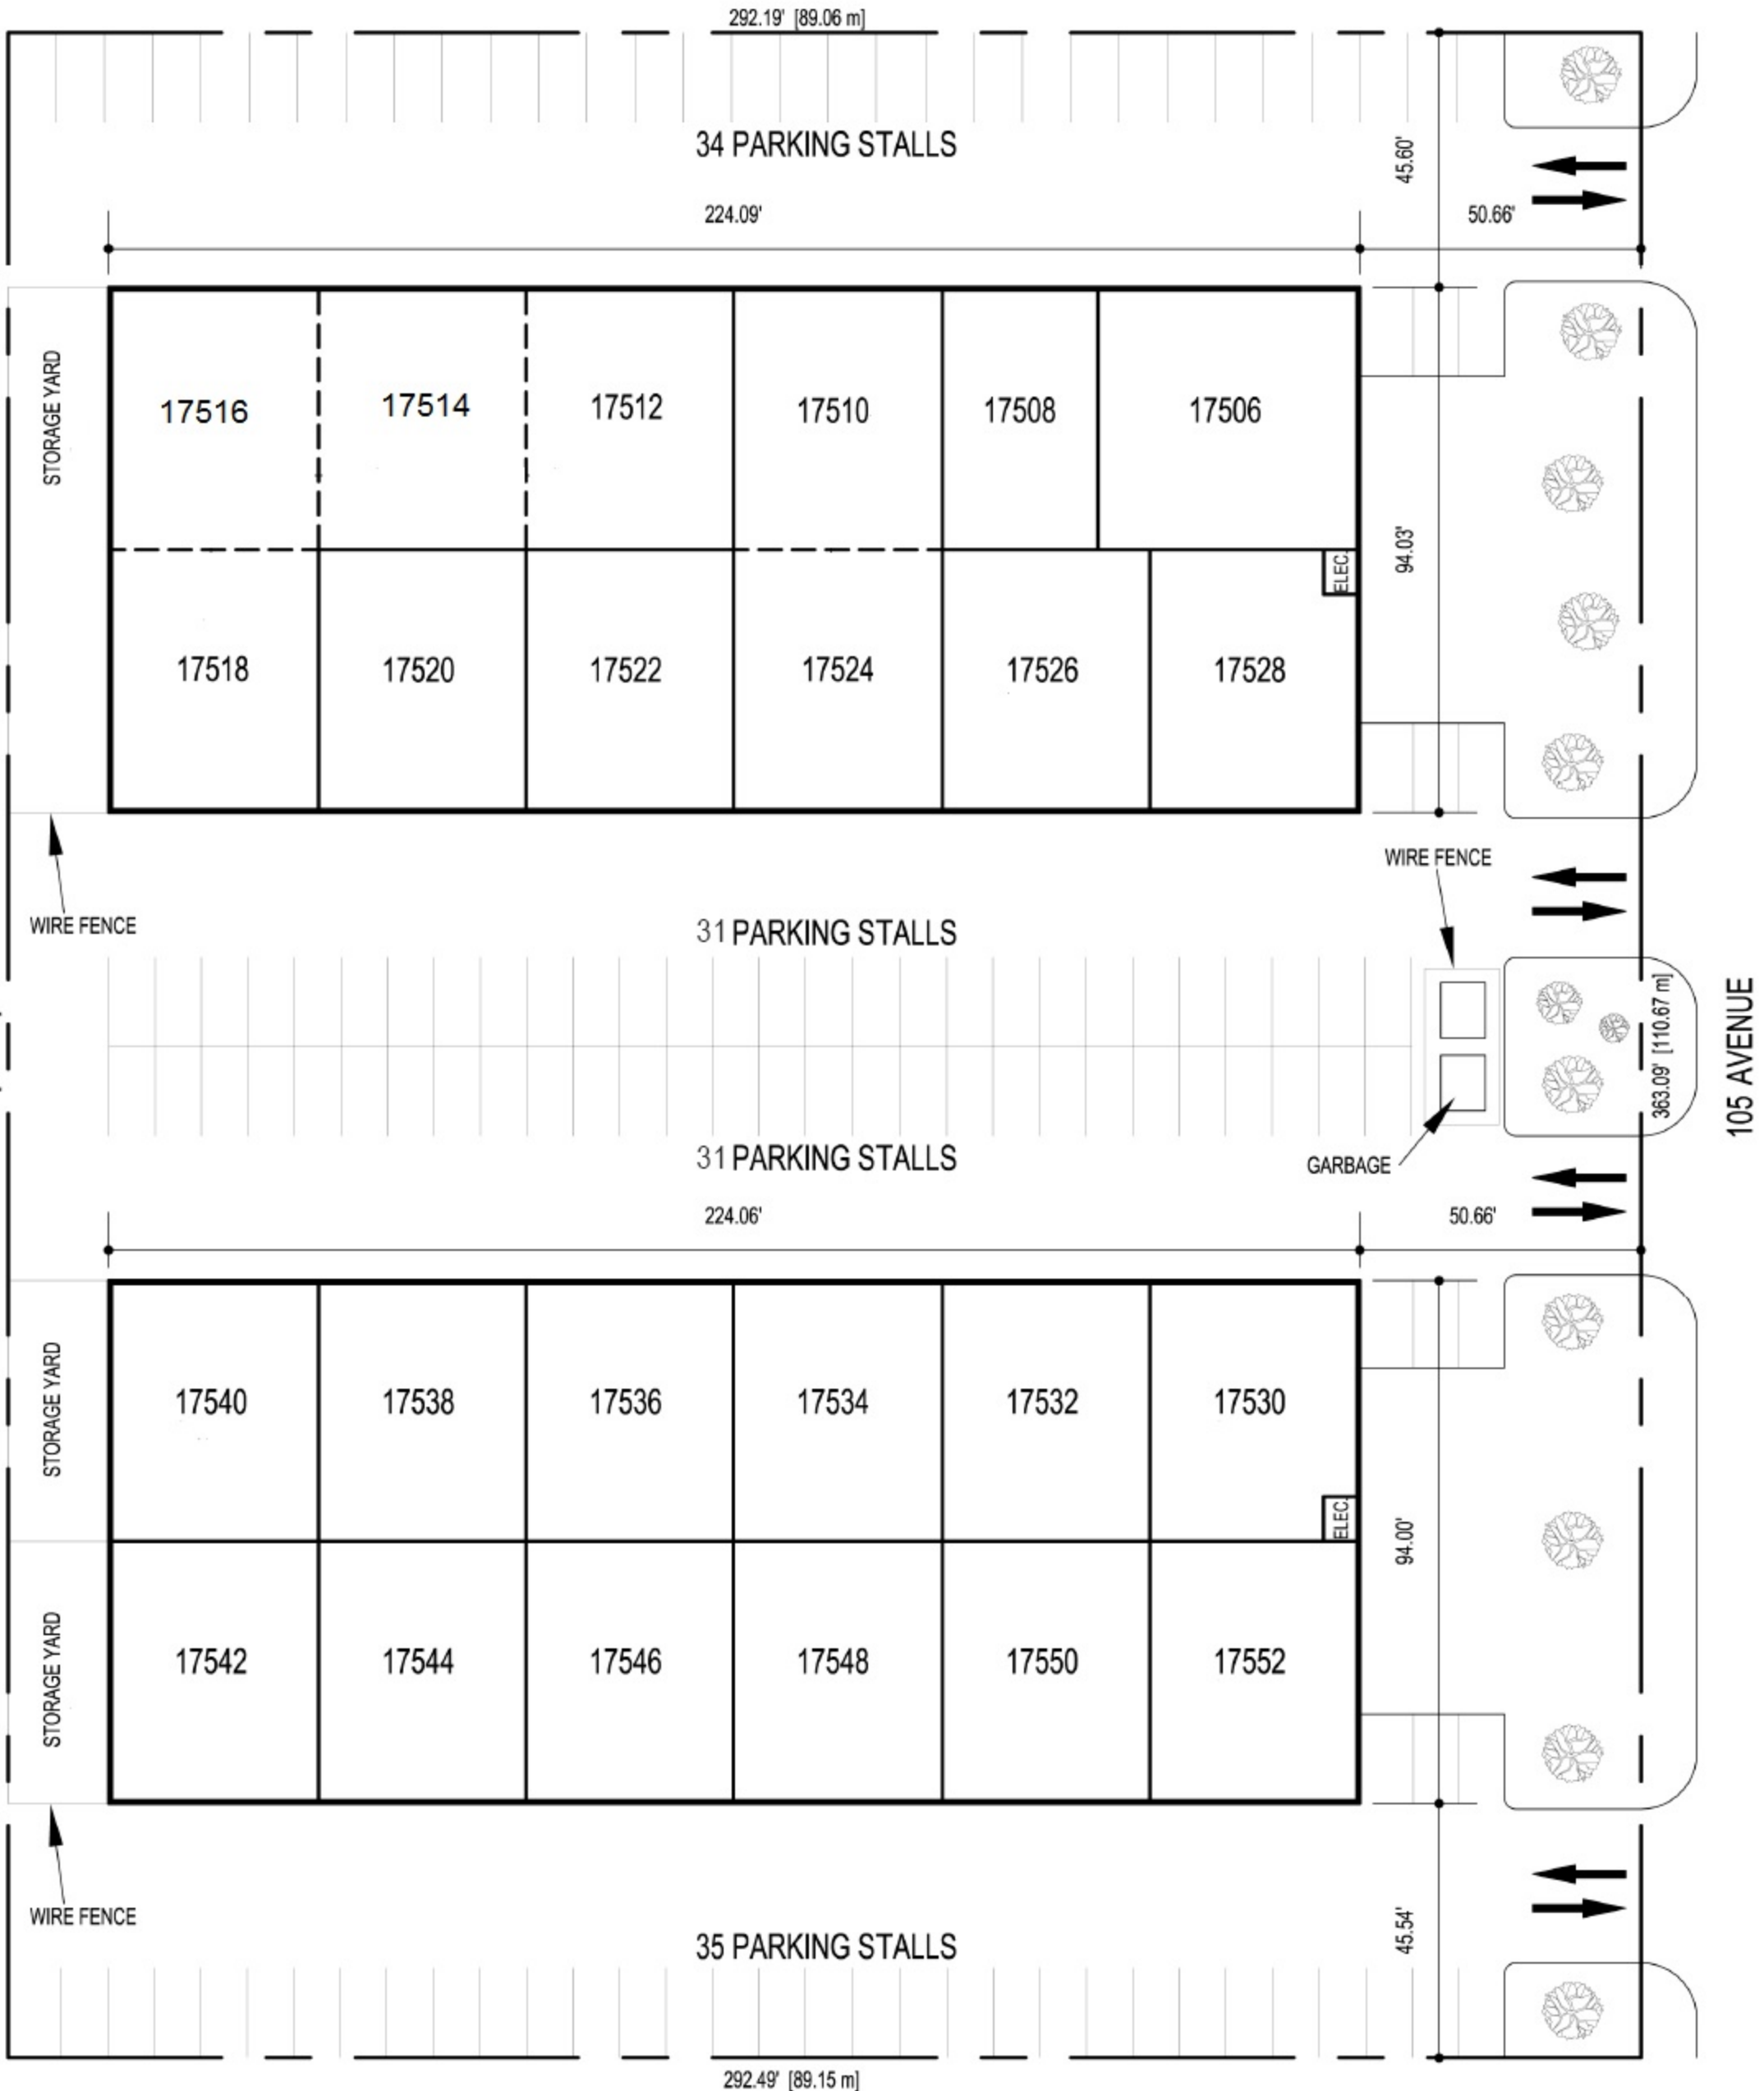 292.19' [89.06 m]
34 PARKING STALLS
45.60'
224.09'
50.66'
STORAGE YARD
17516
17514
17512
17510
17508
17506
94.03'
ELEC.
17518
17520
17522
17524
17526
17528
WIRE FENCE
WIRE FENCE
31 PARKING STALLS
363.09' [110.67 m]
105 AVENUE
31 PARKING STALLS
GARBAGE
224.06'
50.66'
STORAGE YARD
17540
17538
17536
17534
17532
17530
ELEC.
94.00'
STORAGE YARD
17542
17544
17546
17548
17550
17552
WIRE FENCE
35 PARKING STALLS
45.54'
292.49' [89.15 m]